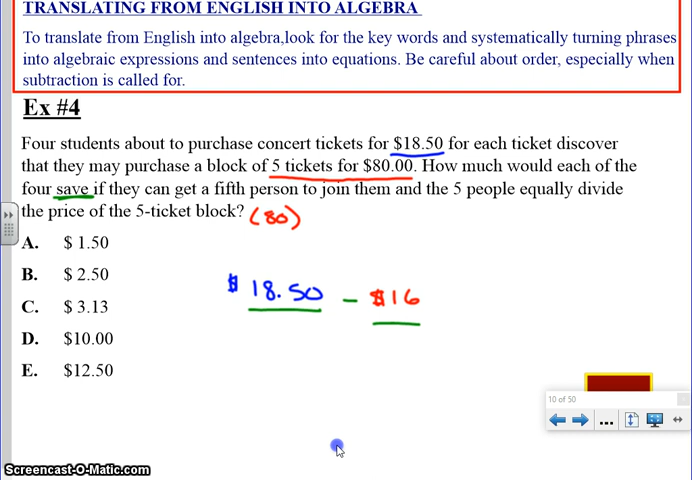 TRANSLATING FROM ENGLISH INTO ALGEBRA
To translate from English into algebra,look for the key words and systematically turning phrases
into algebraic expressions and sentences into equations. Be careful about order, especially when
subtraction is called for.
Ex #4
Four students about to purchase concert tickets for $18.50 for each ticket discover
that they may purchase a block of 5 tickets for $80.00. How much would each of the
four save if they can get a fifth person to join them and the 5 people equally divide
the price of the 5-ticket block? (80)
A. $ 1.50
B. $ 2.50
C. $ 3.13
D. $10.00
E. $12.50
$ 18.50 - $16
10 of 50
Screencast-O-Matic.com